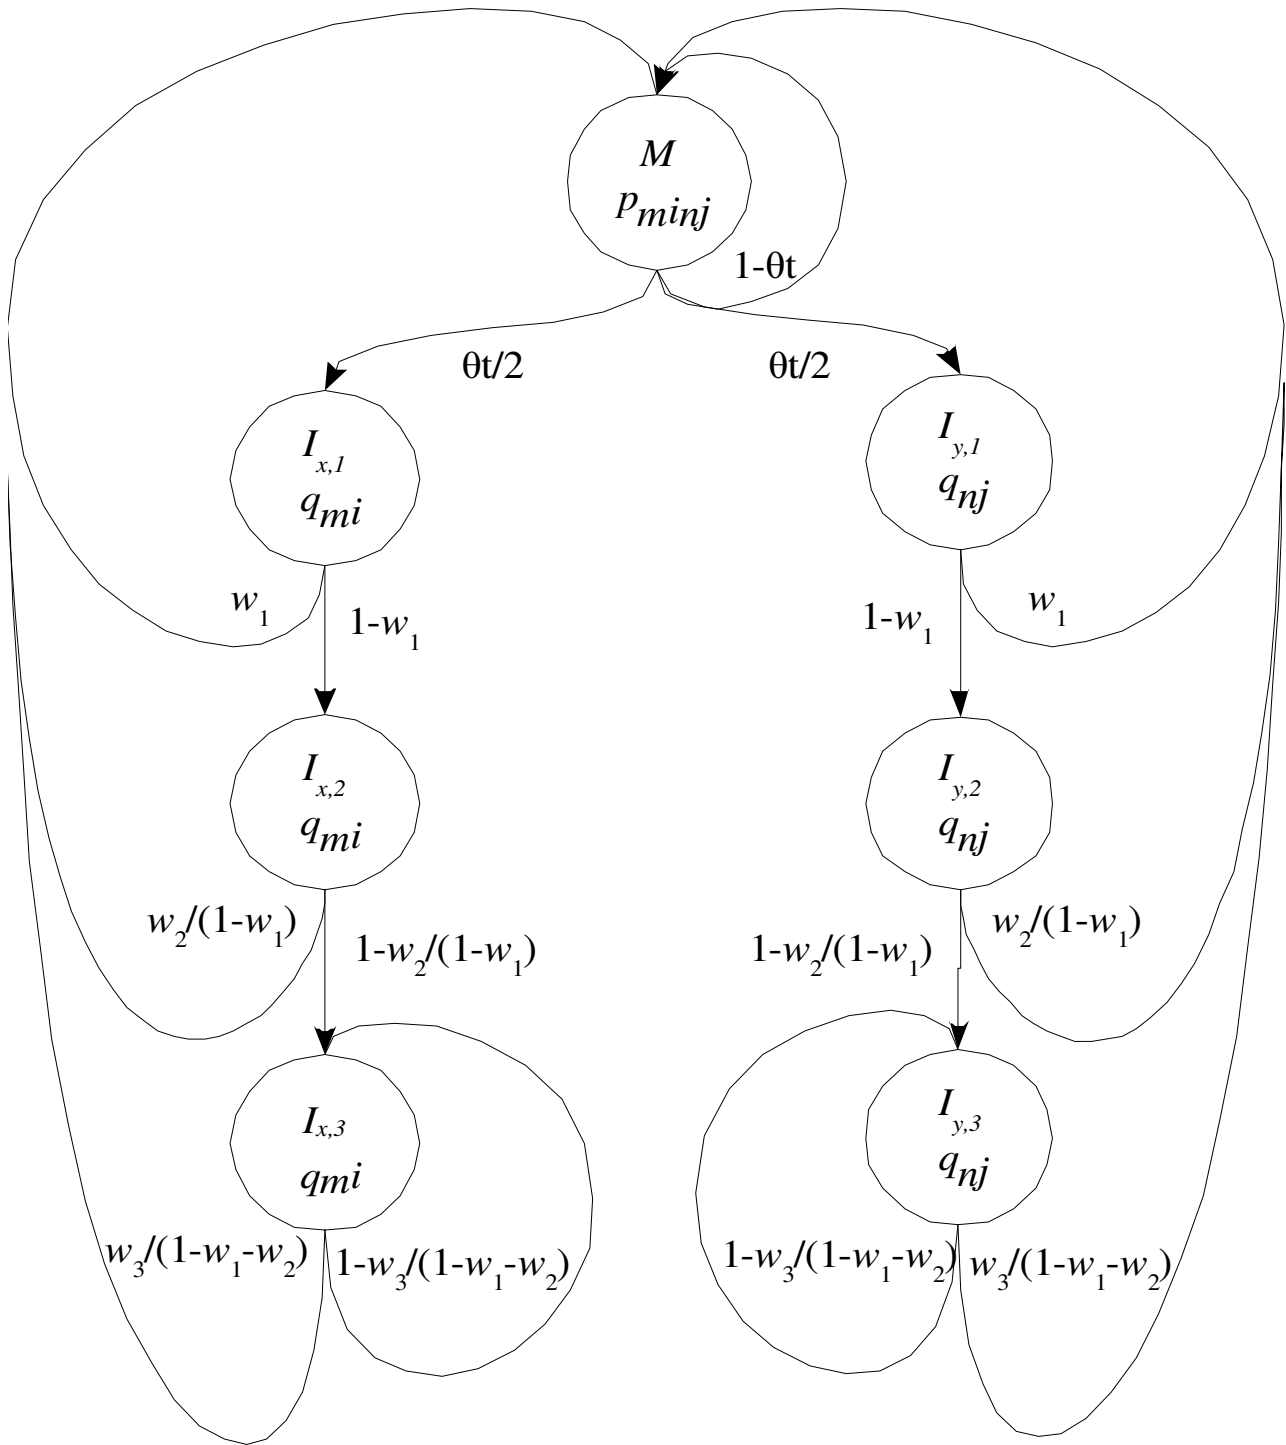 M
p_minj
1-θt
θt/2
θt/2
I_x,1
q_mi
I_y,1
q_nj
w_1
1-w_1
1-w_1
w_1
I_x,2
q_mi
I_y,2
q_nj
w_2/(1-w_1)
1-w_2/(1-w_1)
1-w_2/(1-w_1)
w_2/(1-w_1)
I_x,3
q_mi
I_y,3
q_nj
w_3/(1-w_1-w_2)
1-w_3/(1-w_1-w_2)
1-w_3/(1-w_1-w_2)
w_3/(1-w_1-w_2)